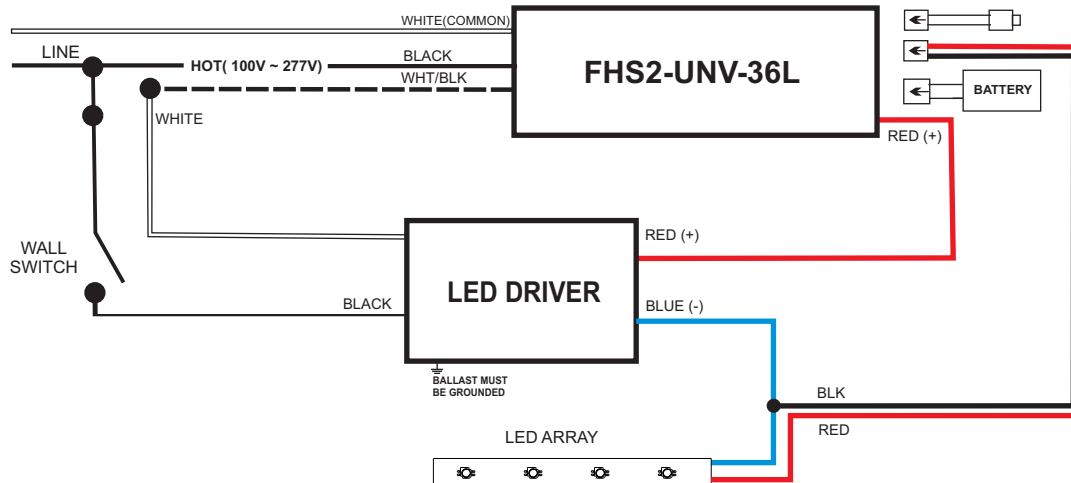 WHITE(COMMON)
LINE
BLACK
HOT( 100V ~ 277V)
WHT/BLK
FHS2-UNV-36L
BATTERY
WHITE
RED (+)
RED (+)
WALL
SWITCH
LED DRIVER
BLACK
BLUE (-)
BALLAST MUST
BE GROUNDED
BLK
RED
LED ARRAY